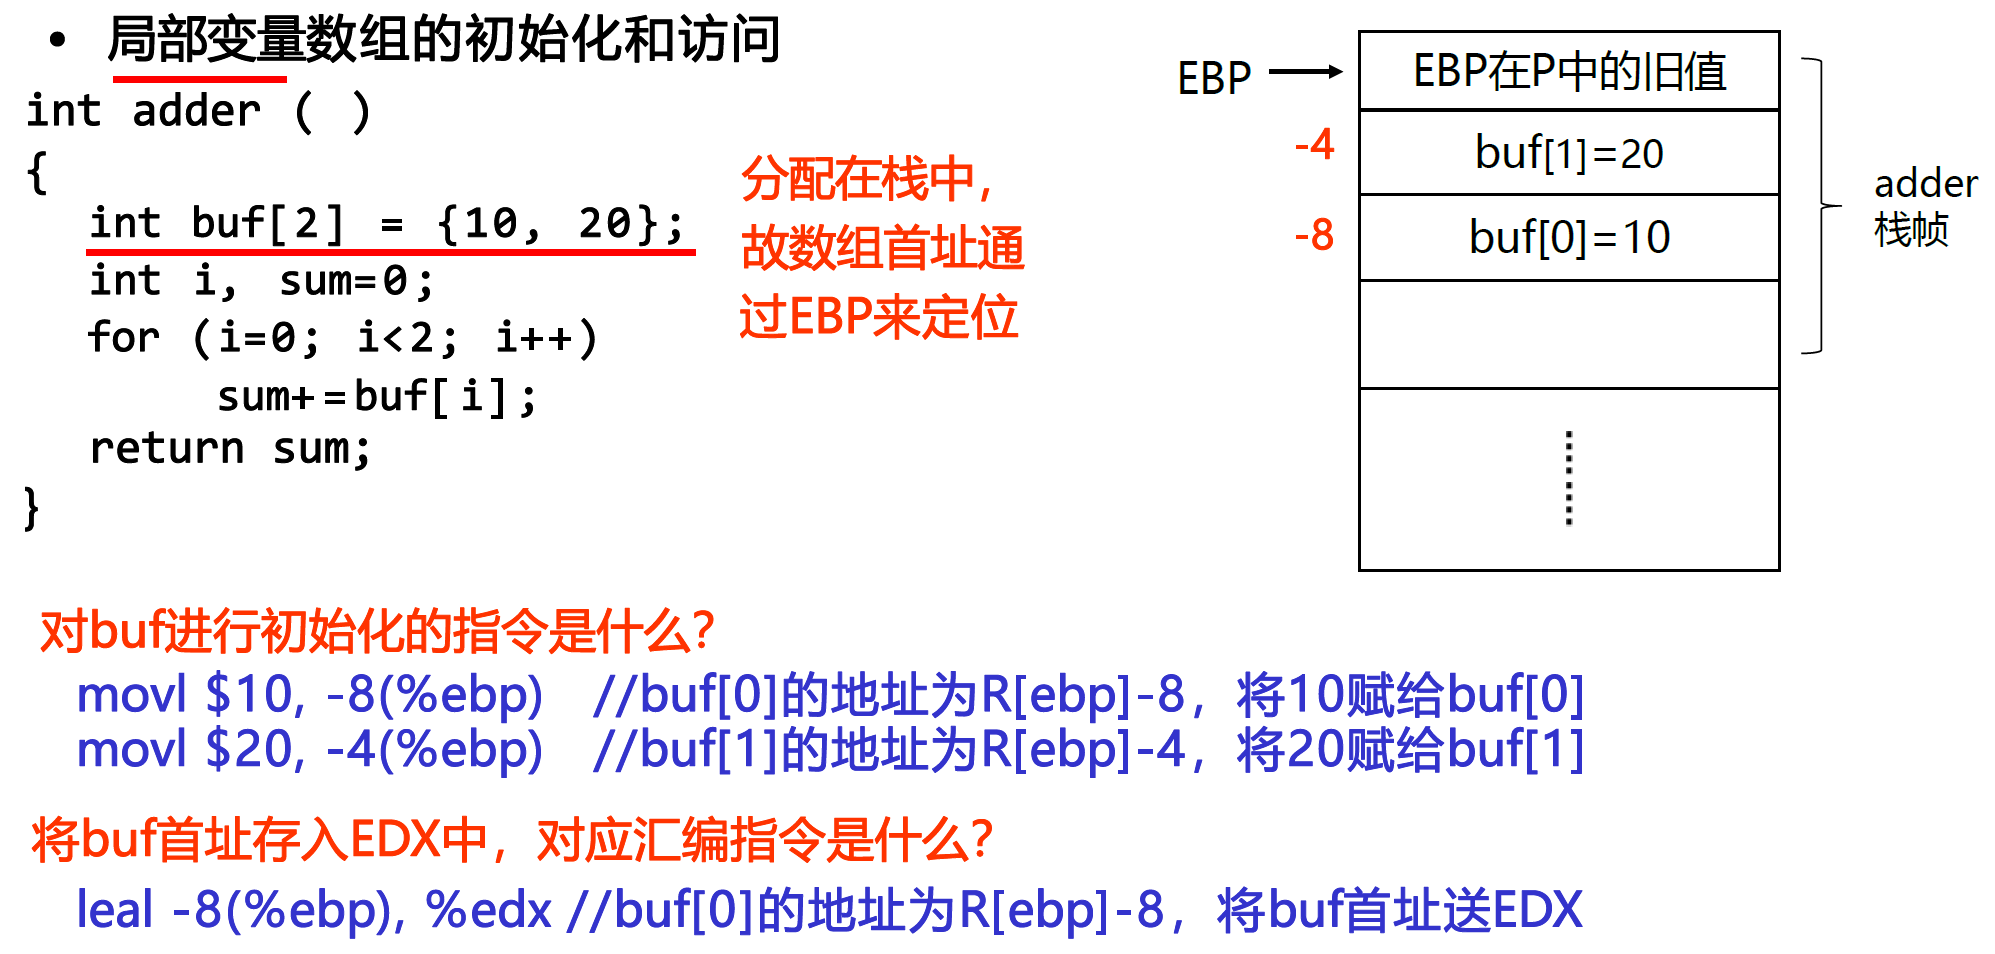 • 局部变量数组的初始化和访问
int adder ( )
{
int buf[2] = {10, 20};
int i, sum=0;
for (i=0; i<2; i++)
sum+=buf[i];
return sum;
}
分配在栈中，
故数组首址通
过EBP来定位
EBP
EBP在P中的旧值
-4
buf[1]=20
-8
buf[0]=10
adder
栈帧
对buf进行初始化的指令是什么？
movl $10, -8(%ebp) //buf[0]的地址为R[ebp]-8，将10赋给buf[0]
movl $20, -4(%ebp) //buf[1]的地址为R[ebp]-4，将20赋给buf[1]
将buf首址存入EDX中，对应汇编指令是什么？
leal -8(%ebp), %edx //buf[0]的地址为R[ebp]-8，将buf首址送EDX